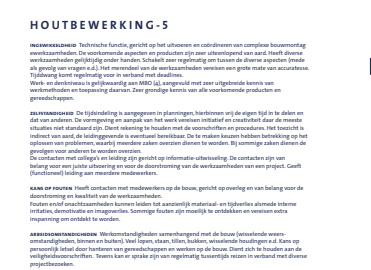 HOUTBEWERKING-5
INGEWIKKELDHEID Technische functie, gericht op het uitvoeren en coördineren van complexe bouwmontag
ewerkzaamheden. De voorkomende aspecten en producten zijn zeer uiteenlopend van aard. Heeft diverse
werkzaamheden gelijktijdig onder handen. Schakelt zeer regelmatig om tussen de diverse aspecten (mede
als gevolg van vragen e.d.). Het merendeel van de werkzaamheden vereisen een grote mate van accuratesse.
Tijdwang komt regelmatig voor in verband met deadlines.
Werk- en denkniveau is gelijkwaardig aan MBO (4), aangevuld met zeer uitgebreide kennis van
werkmethoden en toepassing daarvan. Zeer grondige kennis van alle voorkomende producten en
gereedschappen.
ZELFSTANDIGHEID De tijdsindeling is aangegeven in planningen, hierbinnen vrij de eigen tijd in te delen en
dat van anderen. De vormgeving en aanpak van het werk vereisen initiatief en creativiteit daar de meeste
situaties niet standaard zijn. Dient rekening te houden met de voorschriften en procedures. Het toezicht is
indirect van aard, de leidinggevende is eventueel bereikbaar. De te maken keuzen hebben betrekking op het
oplossen van problemen, waarbij meerdere zaken overzien dienen te worden. Bij sommige zaken dienen de
gevolgen voor anderen te worden overzien.
De contacten met collega's en leiding zijn gericht op informatie-uitwisseling. De contacten zijn van
belang voor een juiste uitvoering en voor de doorstroming van de werkzaamheden van een project. Geeft
(functioneel) leiding aan meerdere medewerkers.
KANS OP FOUTEN Heeft contacten met medewerkers op de bouw, gericht op overleg en van belang voor de
doorstroming en kwaliteit van de werkzaamheden.
Fouten en/of onachtzaamheden kunnen leiden tot aanzienlijk materiaal- en tijdverlies alsmede interne
irritaties, demotivatie en imagoverlies. Sommige fouten zijn moeilijk te ontdekken en vereisen extra
inspanning om ontdekt te worden.
ARBEIDSOMSTANDIGHEDEN Werkomstandigheden samenhangend met de bouw (wisselende weers-
omstandigheden, binnen en buiten). Veel lopen, staan, tillen, bukken, wisselende houdingen e.d. Kans op
persoonlijk letsel door hanteren van gereedschappen en werken op de bouw. Dient zich te houden aan de
veiligheidsvoorschriften. Tevens kan er sprake zijn van regelmatig tussentijds reizen in verband met diverse
projectbezoeken.